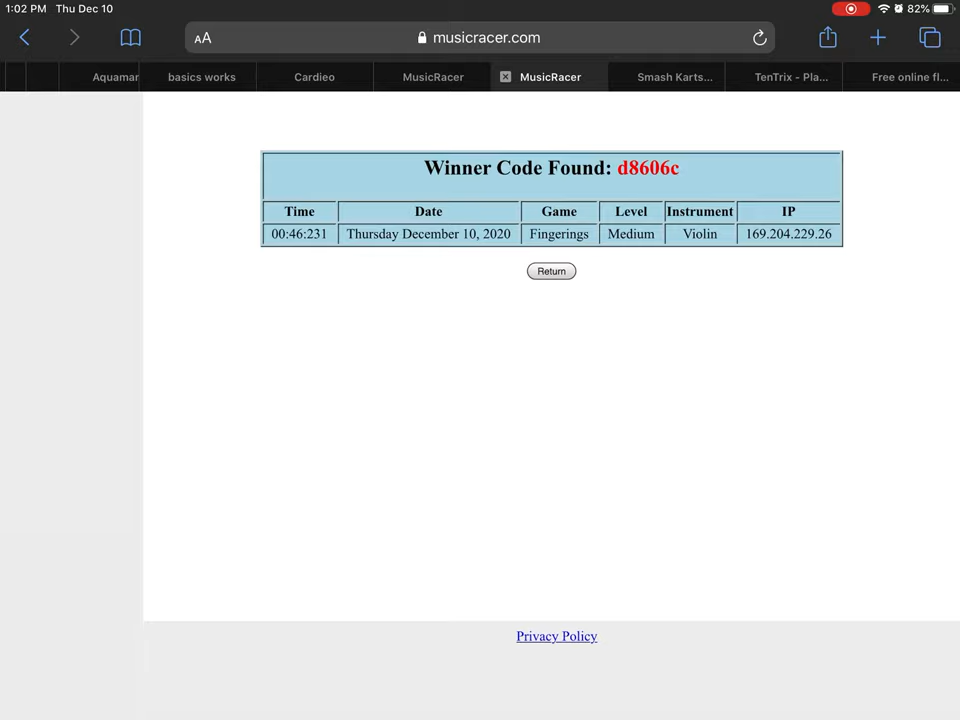 1:02 PM Thu Dec 10 82%
AA musicracer.com
Aquamar basics works Cardieo MusicRacer MusicRacer Smash Karts... TenTrix - Pla... Free online fl...
Winner Code Found: d8606c
Time Date Game Level Instrument IP
00:46:231 Thursday December 10, 2020 Fingerings Medium Violin 169.204.229.26
Return
Privacy Policy